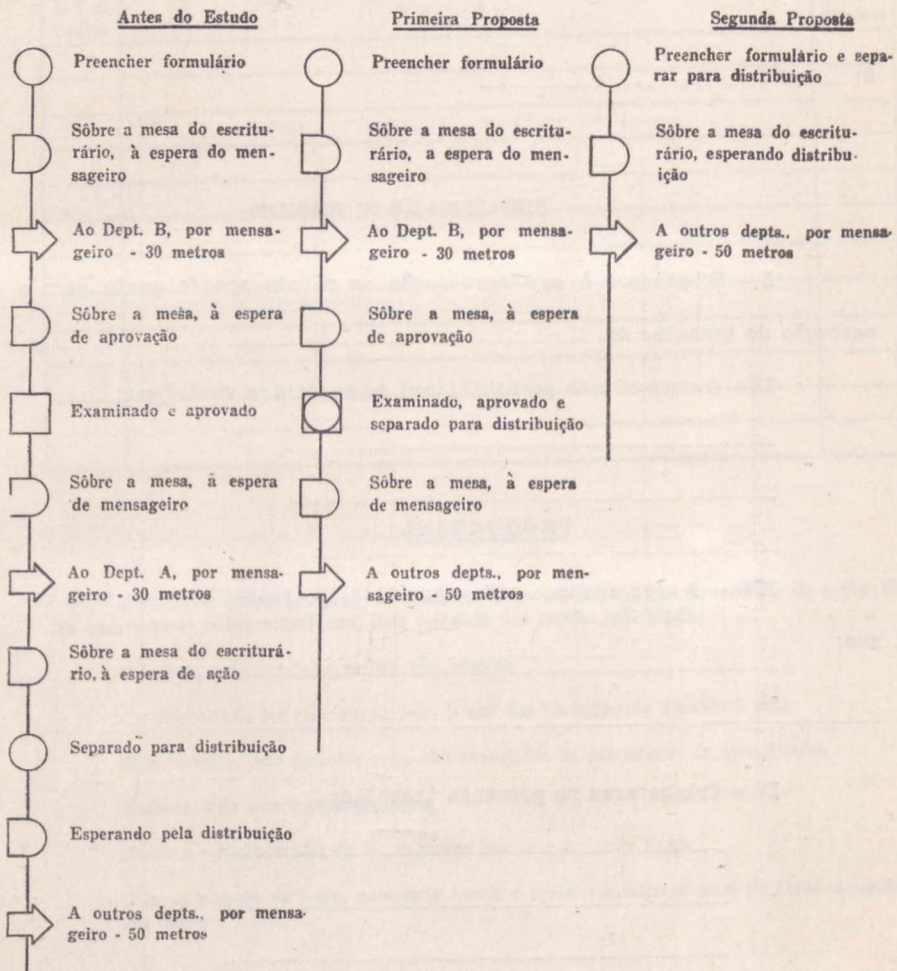 Antes do Estudo
Preencher formulário
Sôbre a mesa do escritu-
rário, à espera do men-
sageiro
Ao Dept. B, por mensa-
geiro - 30 metros
Sôbre a mesa, à espera
de aprovação
Examinado e aprovado
Sôbre a mesa, à espera
de mensageiro
Ao Dept. A, por mensa-
geiro - 30 metros
Sôbre a mesa do escriturá-
rio, à espera de ação
Separado para distribuição
Esperando pela distribuição
A outros depts., por mensa-
geiro - 50 metros
Primeira Proposta
Preencher formulário
Sôbre a mesa do escritu-
rário, a espera do men-
sageiro
Ao Dept. B, por mensa-
geiro - 30 metros
Sôbre a mesa, à espera
de aprovação
Examinado, aprovado e
separado para distribuição
Sôbre a mesa, à espera
de mensageiro
A outros depts., por men-
sageiro - 50 metros
Segunda Proposta
Preencher formulário e sepa-
rar para distribuição
Sôbre a mesa do escritu-
rário, esperando distribu-
ição
A outros depts., por mensa-
geiro - 50 metros